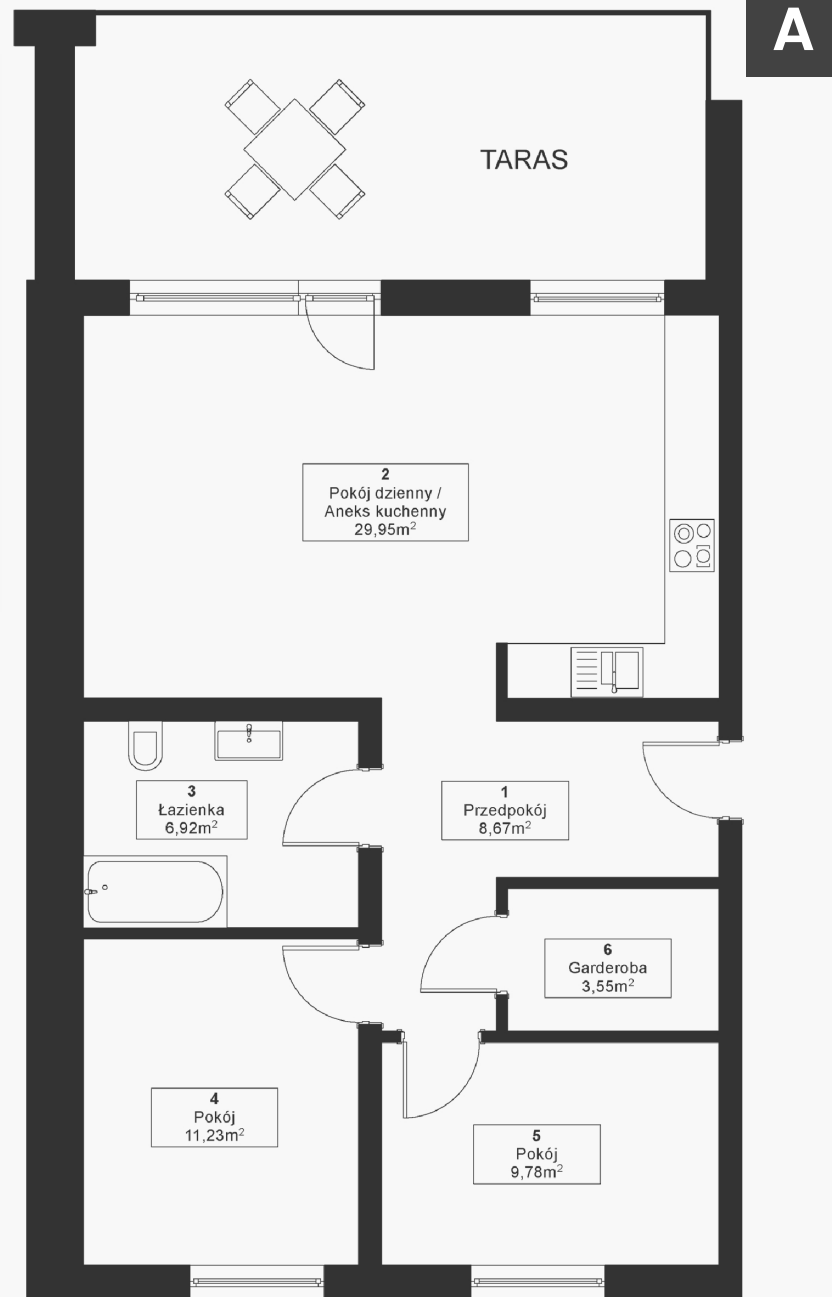 A
TARAS
2
Pokój dzienny /
Aneks kuchenny
29,95m²
3
Łazienka
6,92m²
1
Przedpokój
8,67m²
6
Garderoba
3,55m²
4
Pokój
11,23m²
5
Pokój
9,78m²